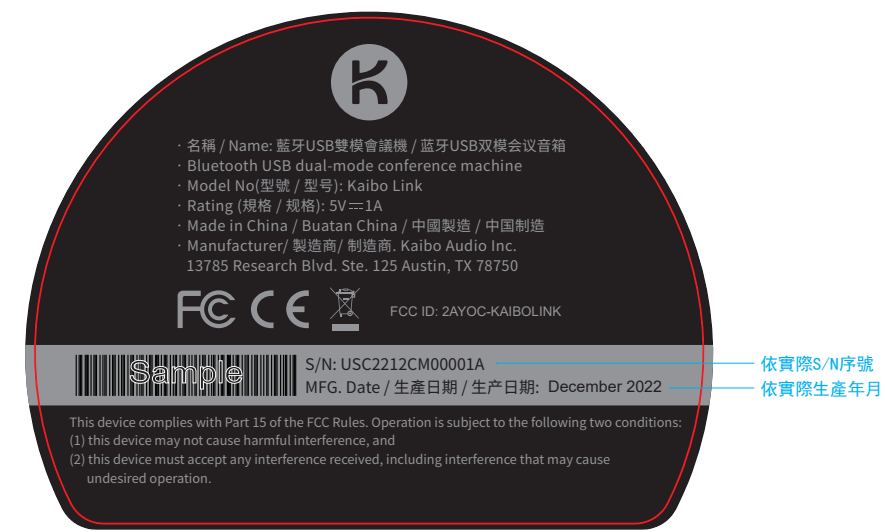 · 名稱 / Name: 藍牙USB雙模會議機 / 蓝牙USB双模会议音箱
· Bluetooth USB dual-mode conference machine
· Model No(型號 / 型号): Kaibo Link
· Rating (規格 / 规格): 5V⎓1A
· Made in China / Buatan China / 中國製造 / 中国制造
· Manufacturer/ 製造商/ 制造商. Kaibo Audio Inc.
13785 Research Blvd. Ste. 125 Austin, TX 78750
FC CE FCC ID: 2AYOC-KAIBOLINK
Sample
S/N: USC2212CM00001A
依實際S/N序號
MFG. Date / 生產日期 / 生产日期: December 2022
依實際生產年月
This device complies with Part 15 of the FCC Rules. Operation is subject to the following two conditions:
(1) this device may not cause harmful interference, and
(2) this device must accept any interference received, including interference that may cause
undesired operation.